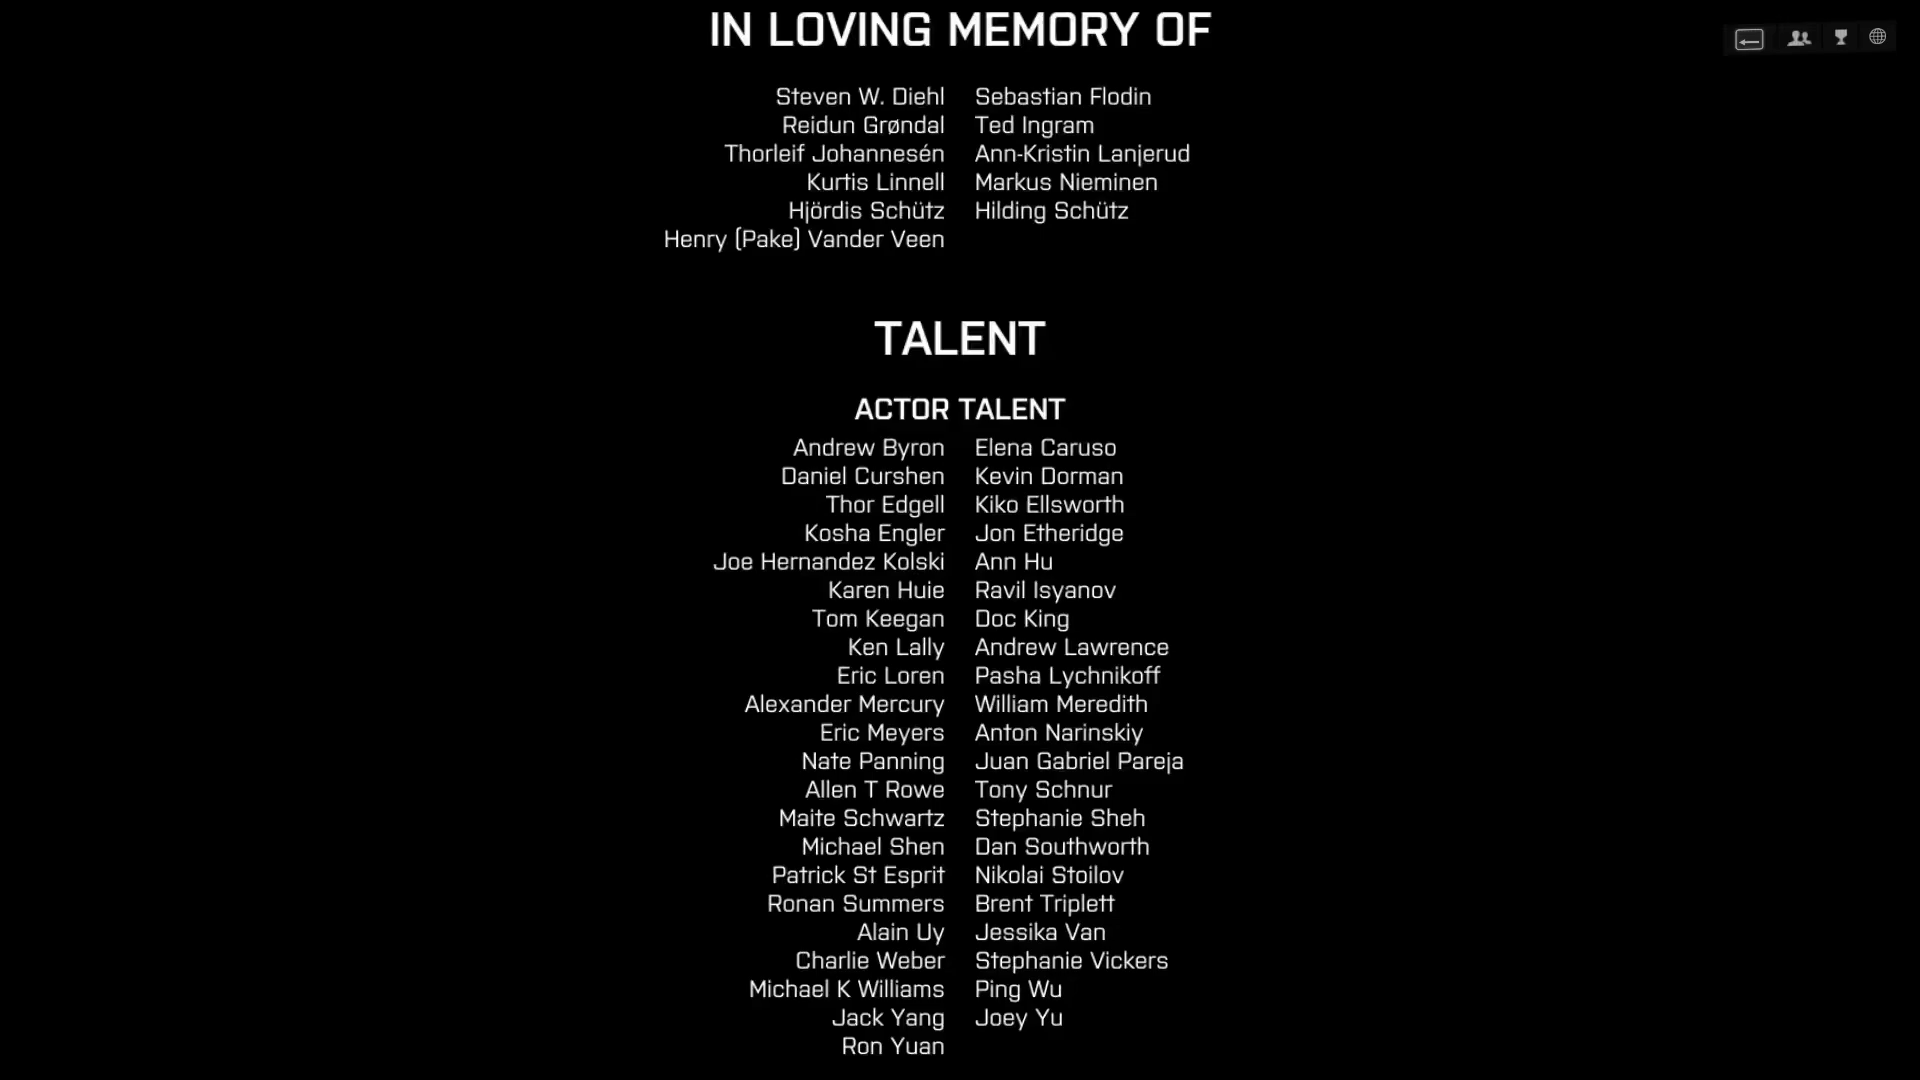 IN LOVING MEMORY OF
Steven W. Diehl Sebastian Flodin
Reidun Grøndal Ted Ingram
Thorleif Johannesén Ann-Kristin Lanjerud
Kurtis Linnell Markus Nieminen
Hjördis Schütz Hilding Schütz
Henry (Pake) Vander Veen
TALENT
ACTOR TALENT
Andrew Byron Elena Caruso
Daniel Curshen Kevin Dorman
Thor Edgell Kiko Ellsworth
Kosha Engler Jon Etheridge
Joe Hernandez Kolski Ann Hu
Karen Huie Ravil Isyanov
Tom Keegan Doc King
Ken Lally Andrew Lawrence
Eric Loren Pasha Lychnikoff
Alexander Mercury William Meredith
Eric Meyers Anton Narinskiy
Nate Panning Juan Gabriel Pareja
Allen T Rowe Tony Schnur
Maite Schwartz Stephanie Sheh
Michael Shen Dan Southworth
Patrick St Esprit Nikolai Stoilov
Ronan Summers Brent Triplett
Alain Uy Jessika Van
Charlie Weber Stephanie Vickers
Michael K Williams Ping Wu
Jack Yang Joey Yu
Ron Yuan